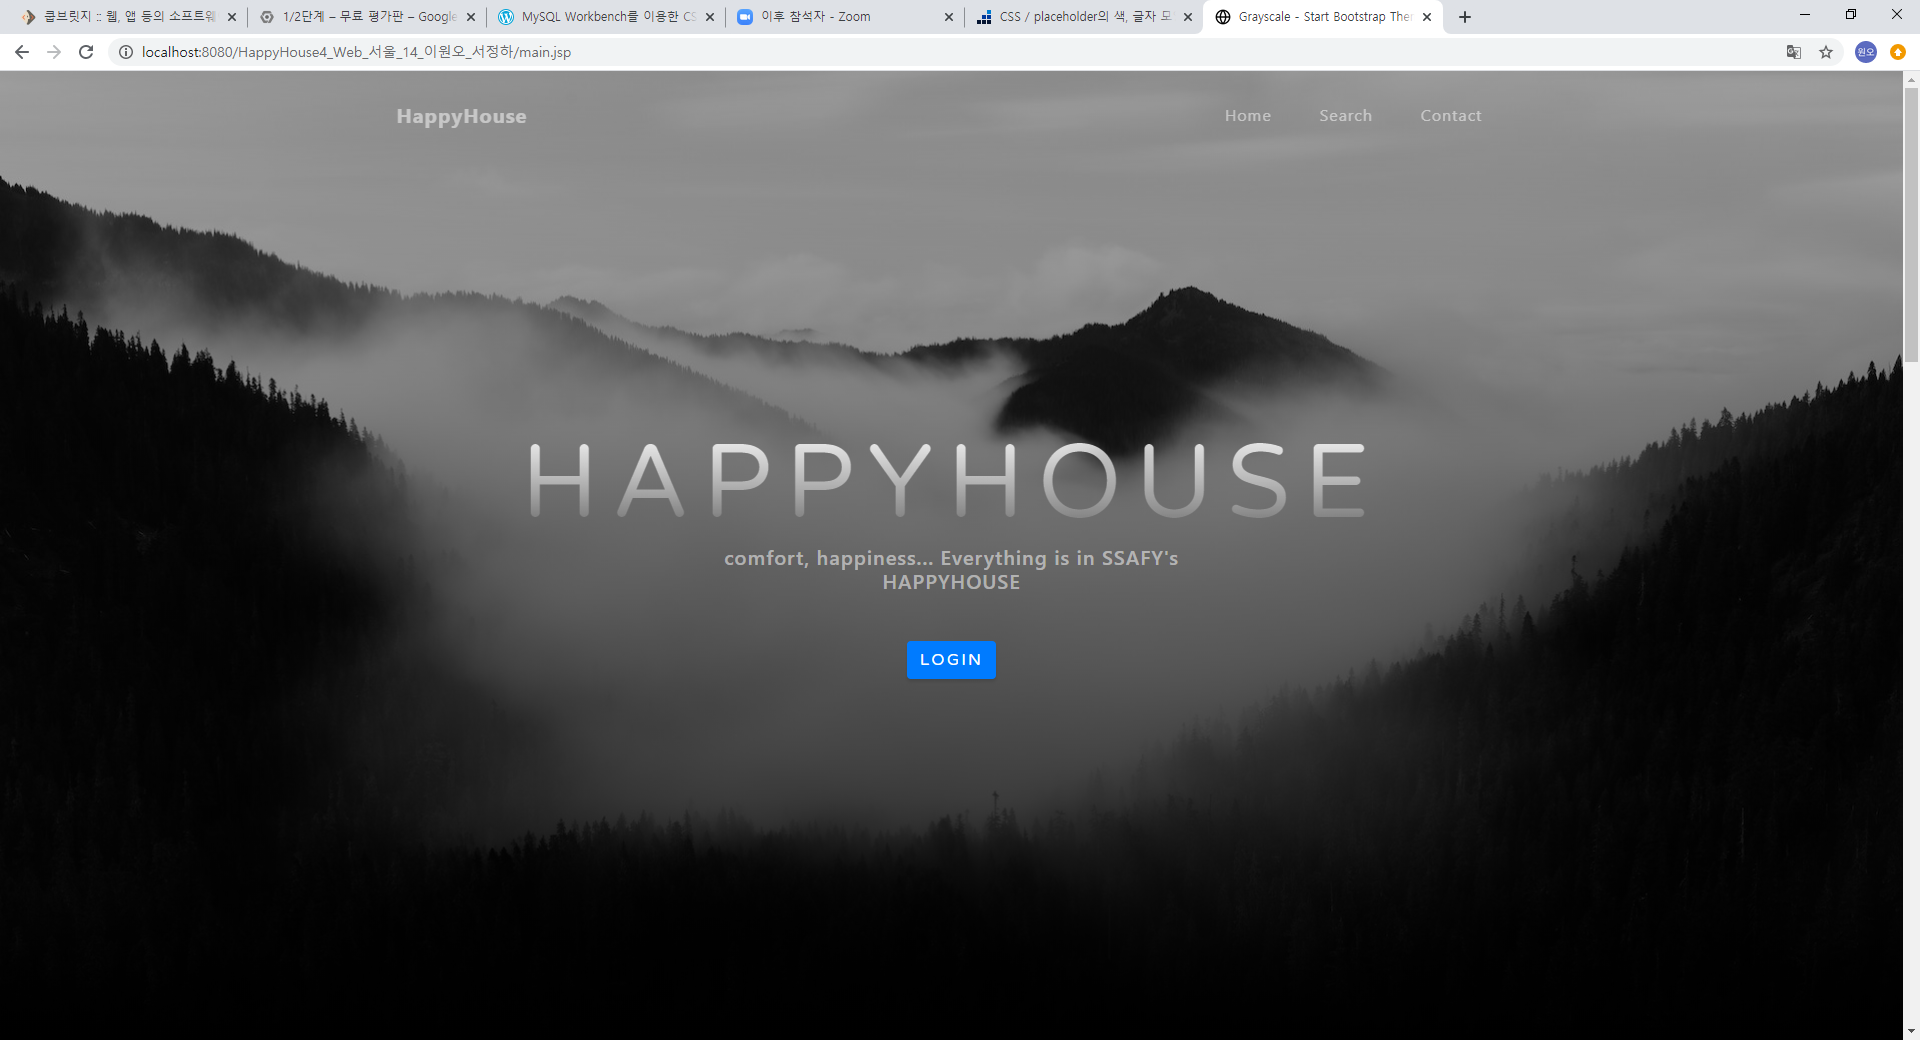 쿱브릿지 :: 웹, 앱 등의 소프트웨
1/2단계 – 무료 평가판 – Google
MySQL Workbench를 이용한 CS
이후 참석자 - Zoom
CSS / placeholder의 색, 글자 모
Grayscale - Start Bootstrap The
localhost:8080/HappyHouse4_Web_서울_14_이원오_서정하/main.jsp
원오
HappyHouse
Home
Search
Contact
HAPPYHOUSE
comfort, happiness... Everything is in SSAFY's
HAPPYHOUSE
LOGIN